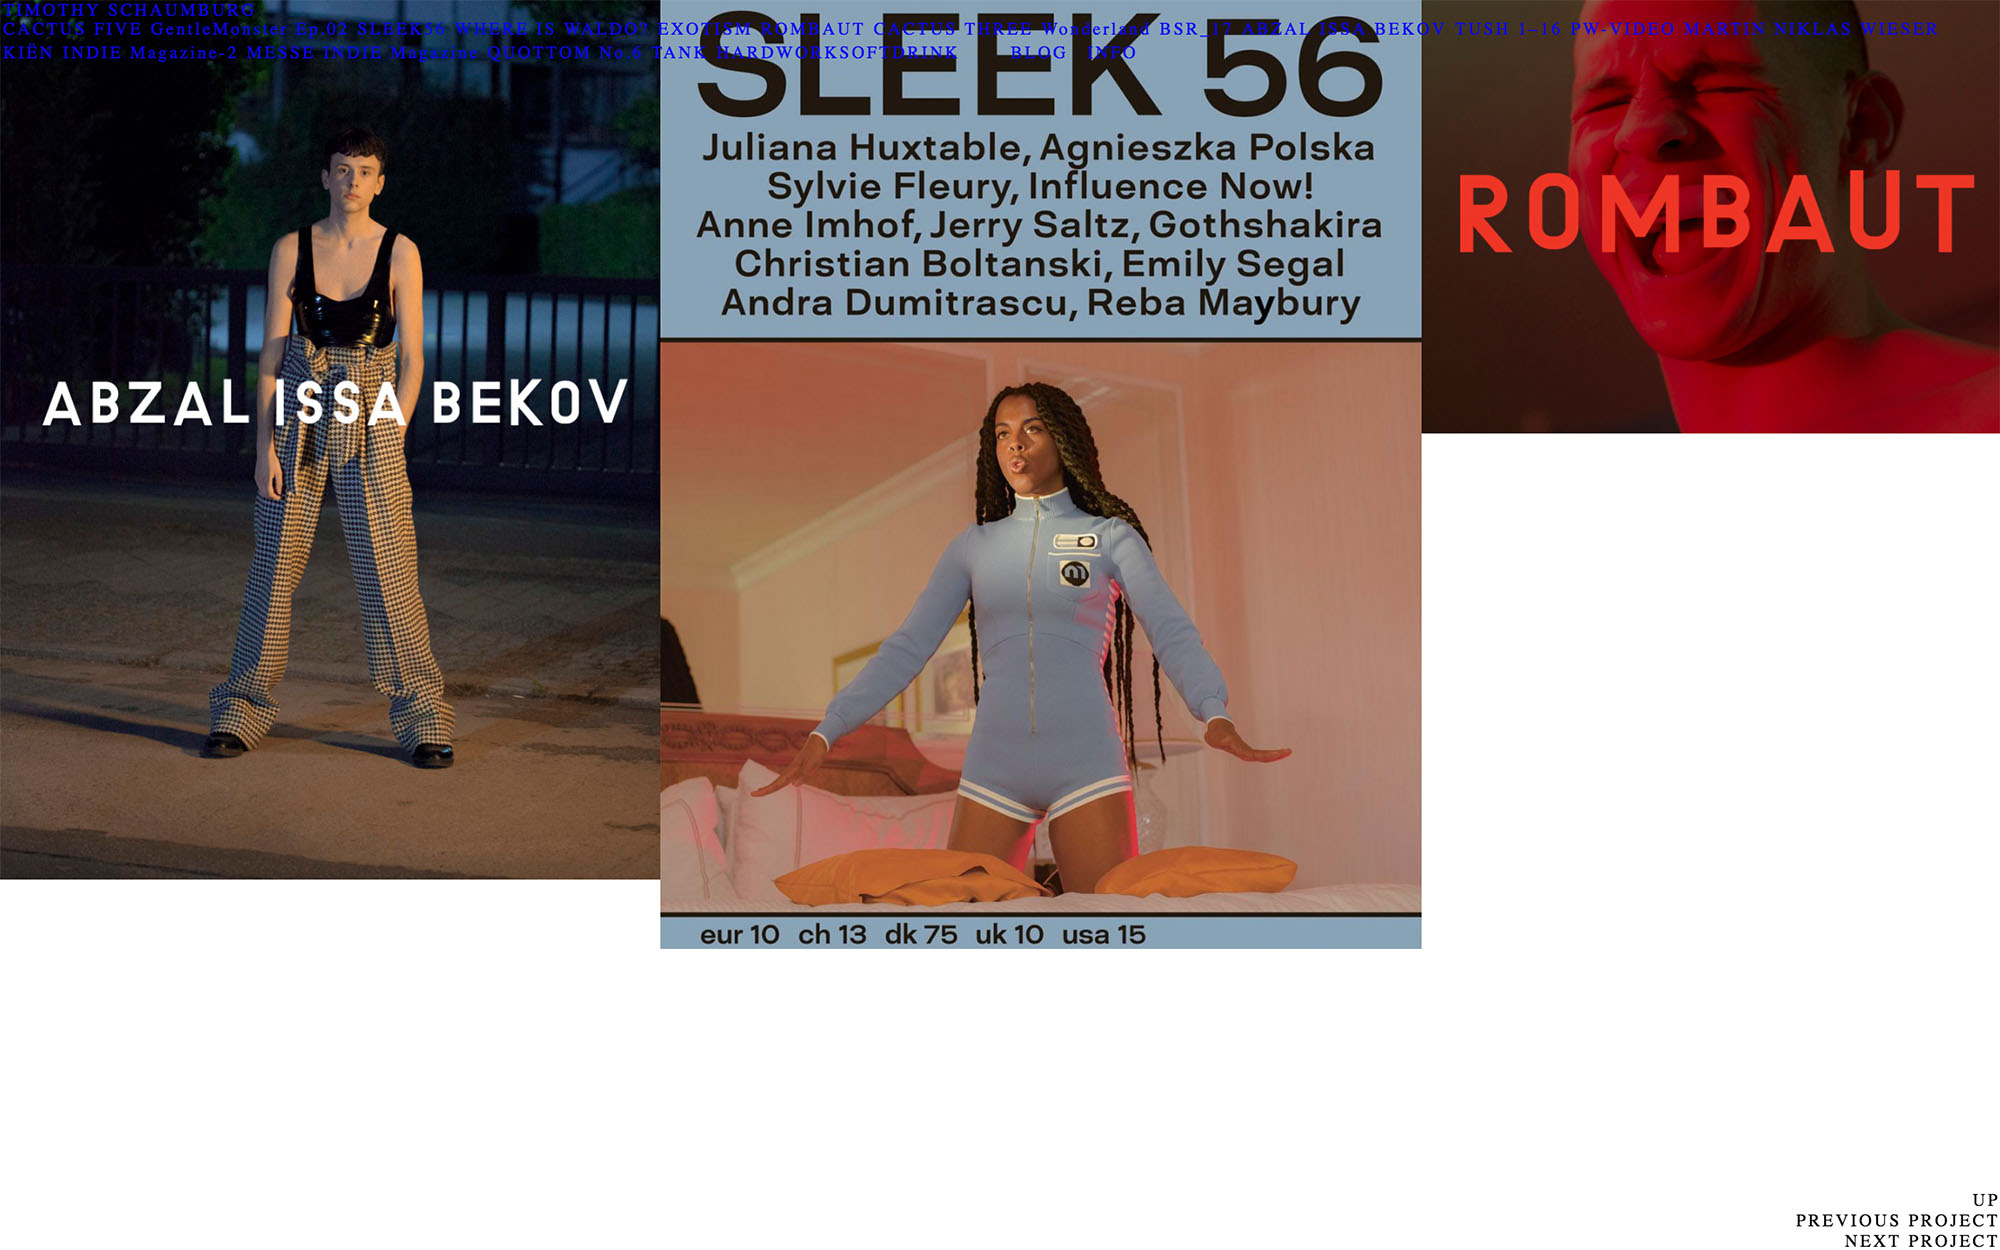 TIMOTHY SCHAUMBURG
CACTUS FIVE GentleMonster Ep.02 SLEEK56 WHERE IS WALDO? EXOTISM ROMBAUT CACTUS THREE Wonderland BSR_17 ABZAL ISSA BEKOV TUSH 1–16 PW-VIDEO MARTIN NIKLAS WIESER
KIËN INDIE Magazine-2 MESSE INDIE Magazine QUOTTOM No.6 TANK HARDWORKSOFTDRINK BLOG INFO
ABZAL ISSA BEKOV
SLEEK 56
Juliana Huxtable, Agnieszka Polska
Sylvie Fleury, Influence Now!
Anne Imhof, Jerry Saltz, Gothshakira
Christian Boltanski, Emily Segal
Andra Dumitrascu, Reba Maybury
m
eur 10 ch 13 dk 75 uk 10 usa 15
ROMBAUT
UP
PREVIOUS PROJECT
NEXT PROJECT